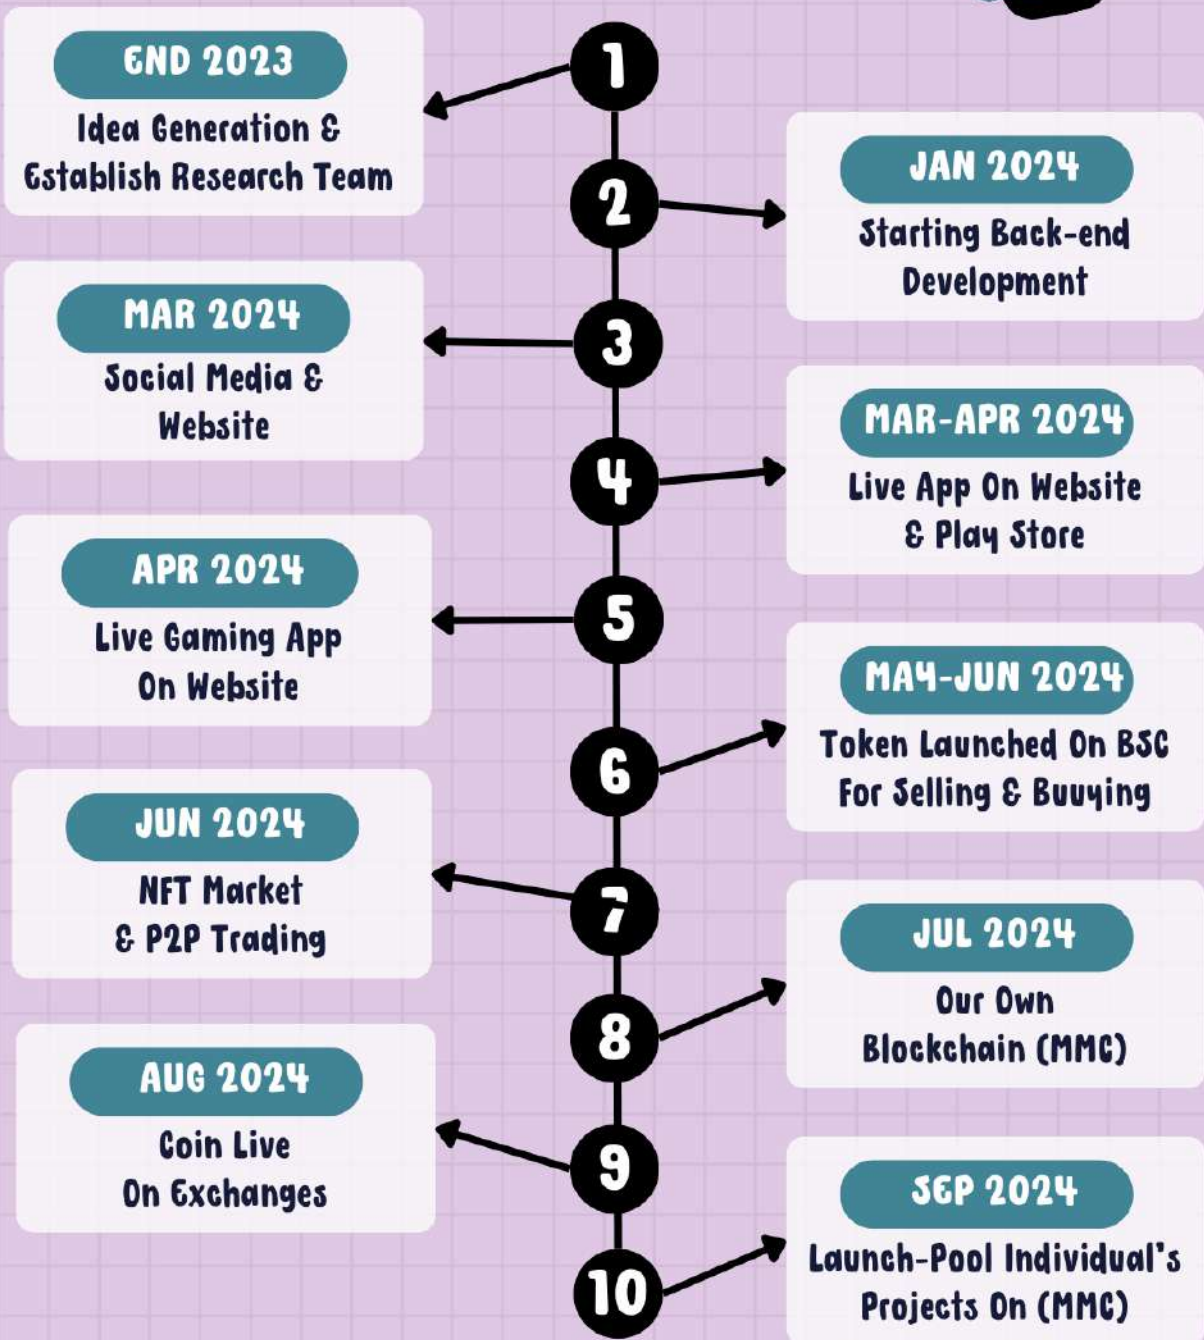 1
END 2023
Idea Generation &
Establish Research Team
2
JAN 2024
Starting Back-end
Development
3
MAR 2024
Social Media &
Website
4
MAR-APR 2024
Live App On Website
& Play Store
5
APR 2024
Live Gaming App
On Website
6
MAY-JUN 2024
Token Launched On BSC
For Selling & Buuying
7
JUN 2024
NFT Market
& P2P Trading
8
JUL 2024
Our Own
Blockchain (MMC)
9
AUG 2024
Coin Live
On Exchanges
10
SEP 2024
Launch-Pool Individual's
Projects On (MMC)